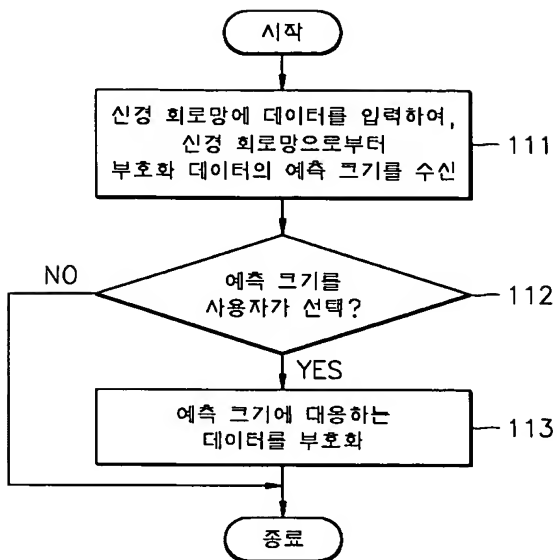 시작
신경 회로망에 데이터를 입력하여,
신경 회로망으로부터
부호화 데이터의 예측 크기를 수신
111
예측 크기를
사용자가 선택?
112
NO
YES
예측 크기에 대응하는
데이터를 부호화
113
종료